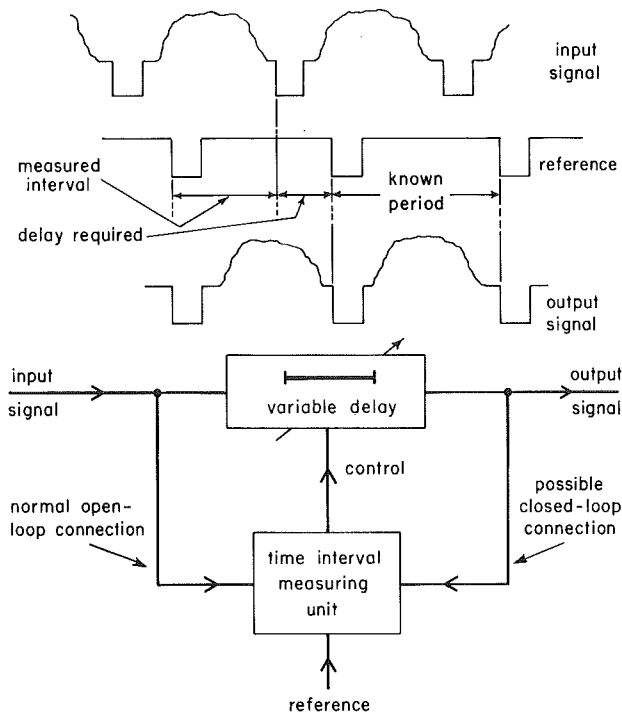 input
signal
reference
measured
interval
known
period
delay required
output
signal
input
signal
variable delay
output
signal
control
normal open-
loop connection
possible
closed-loop
connection
time interval
measuring
unit
reference